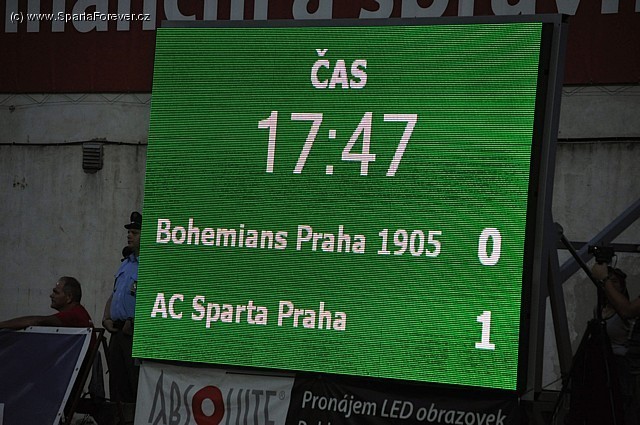 (c) www.SpartaForever.cz
ČAS
17:47
Bohemians Praha 1905 0
AC Sparta Praha 1
ABSOLUTE
Pronájem LED obrazovek